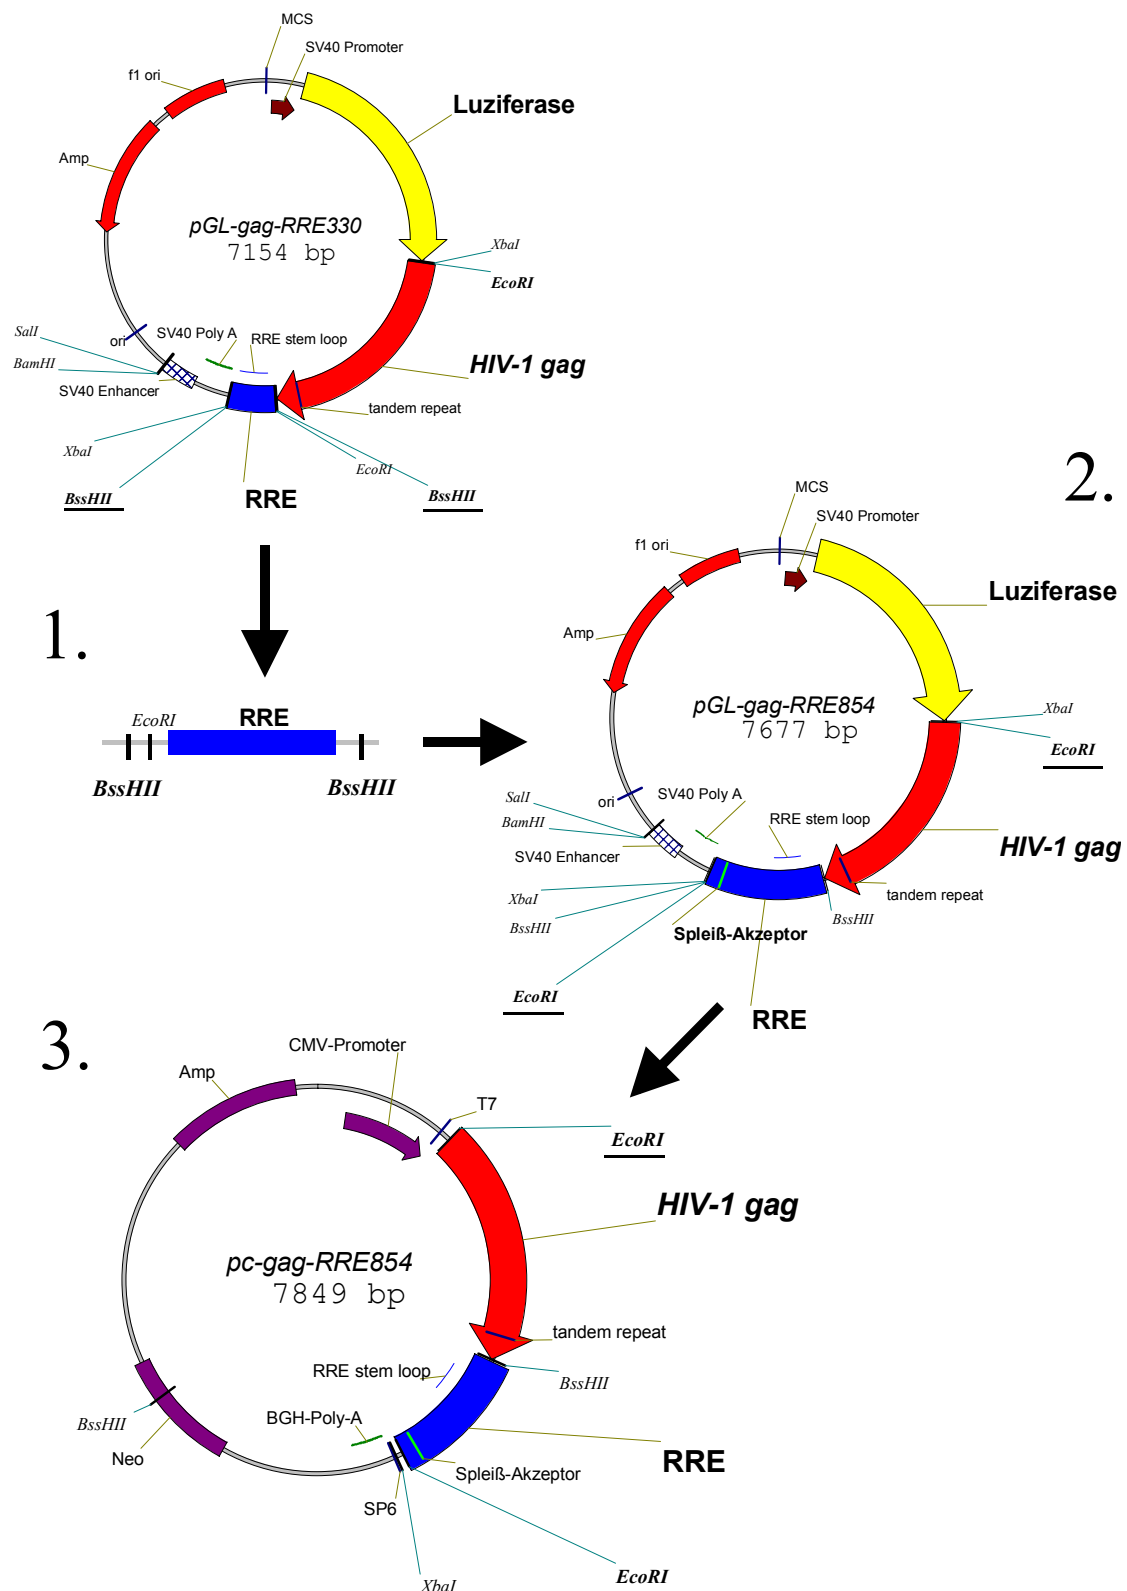 MCS
SV40 Promoter
f1 ori
Luziferase
Amp
pGL-gag-RRE330
7154 bp
XbaI
EcoRI
SalI
ori
SV40 Poly A
RRE stem loop
BamHI
HIV-1 gag
SV40 Enhancer
tandem repeat
XbaI
EcoRI
BssHII
RRE
BssHII
2.
MCS
SV40 Promoter
f1 ori
Luziferase
1.
Amp
RRE
EcoRI
BssHII
BssHII
pGL-gag-RRE854
7677 bp
XbaI
EcoRI
SalI
ori
SV40 Poly A
BamHI
RRE stem loop
SV40 Enhancer
HIV-1 gag
XbaI
tandem repeat
BssHII
Spleiß-Akzeptor
BssHII
EcoRI
RRE
3.
CMV-Promoter
Amp
T7
EcoRI
HIV-1 gag
pc-gag-RRE854
7849 bp
tandem repeat
RRE stem loop
BssHII
BssHII
BGH-Poly-A
Neo
RRE
Spleiß-Akzeptor
SP6
EcoRI
XbaI